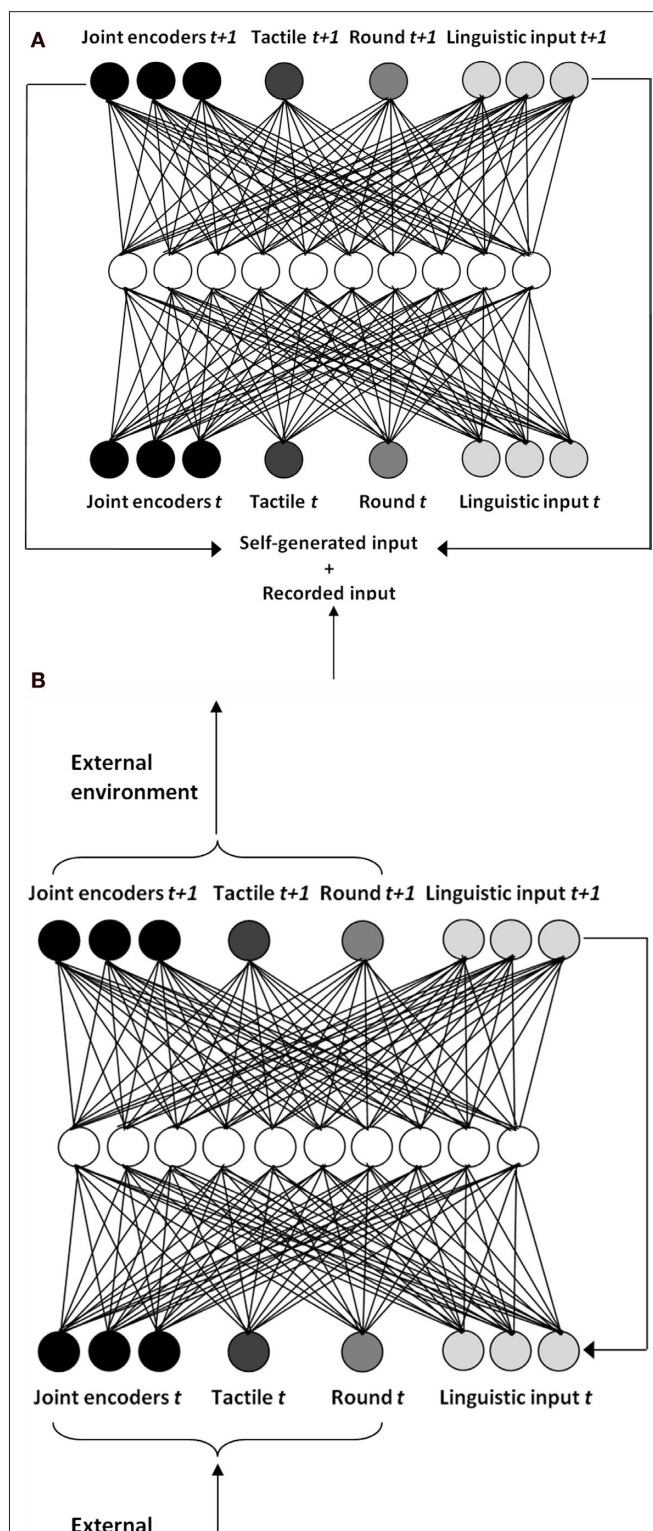 A
Joint encoders t+1 Tactile t+1 Round t+1 Linguistic input t+1
Joint encoders t Tactile t Round t Linguistic input t
Self-generated input
+
Recorded input
B
External
environment
Joint encoders t+1 Tactile t+1 Round t+1 Linguistic input t+1
Joint encoders t Tactile t Round t Linguistic input t
External